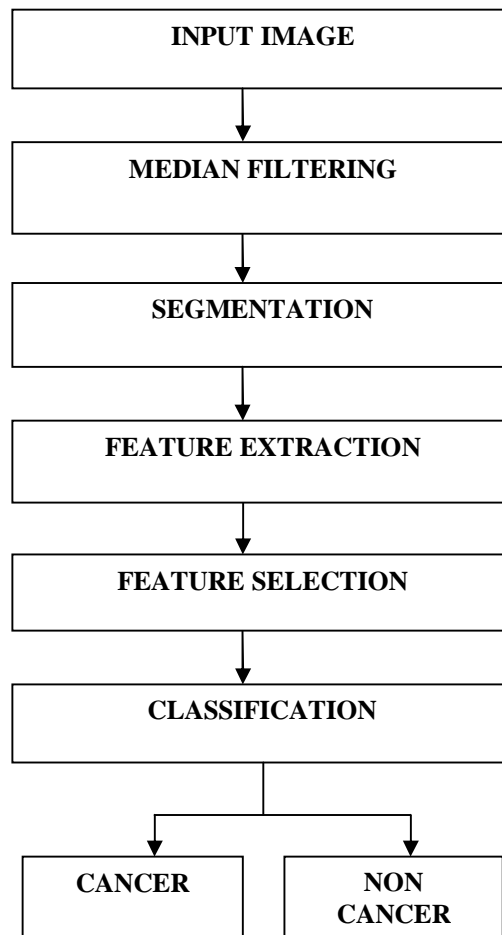 INPUT IMAGE
MEDIAN FILTERING
SEGMENTATION
FEATURE EXTRACTION
FEATURE SELECTION
CLASSIFICATION
CANCER
NON
CANCER